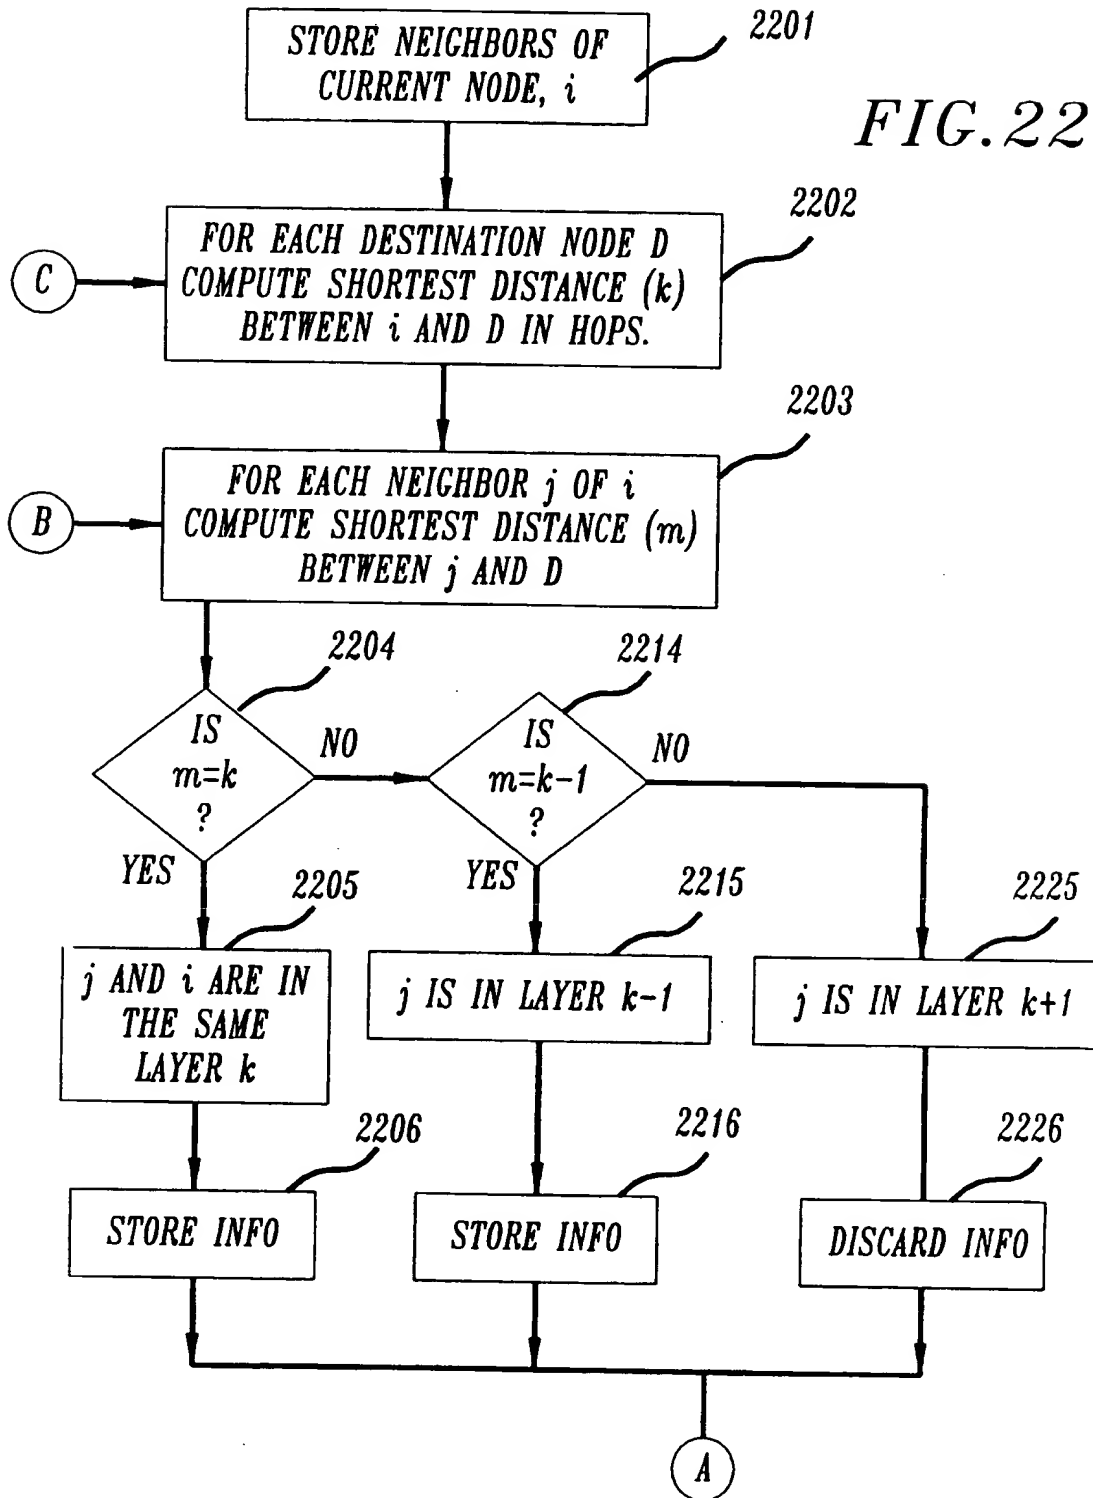 2201
STORE NEIGHBORS OF
CURRENT NODE, i
FIG.22
2202
FOR EACH DESTINATION NODE D
COMPUTE SHORTEST DISTANCE (k)
BETWEEN i AND D IN HOPS.
C
2203
FOR EACH NEIGHBOR j OF i
COMPUTE SHORTEST DISTANCE (m)
BETWEEN j AND D
B
2204
IS
m=k
?
NO
YES
2214
IS
m=k-1
?
NO
YES
2205
j AND i ARE IN
THE SAME
LAYER k
2215
j IS IN LAYER k-1
2225
j IS IN LAYER k+1
2206
STORE INFO
2216
STORE INFO
2226
DISCARD INFO
A